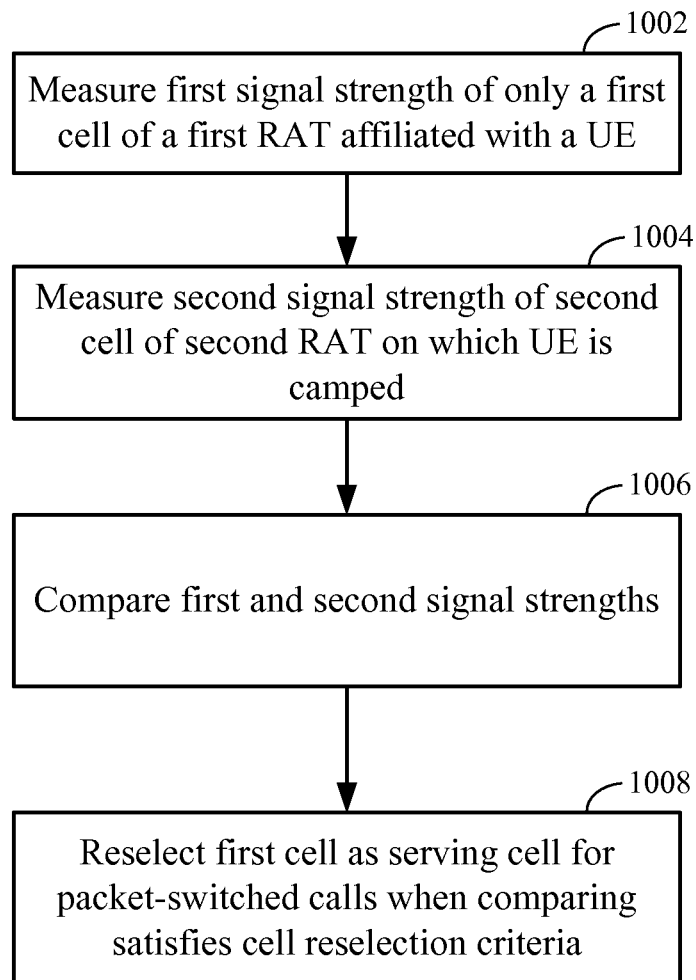 1002
Measure first signal strength of only a first
cell of a first RAT affiliated with a UE
1004
Measure second signal strength of second
cell of second RAT on which UE is
camped
1006
Compare first and second signal strengths
1008
Reselect first cell as serving cell for
packet-switched calls when comparing
satisfies cell reselection criteria